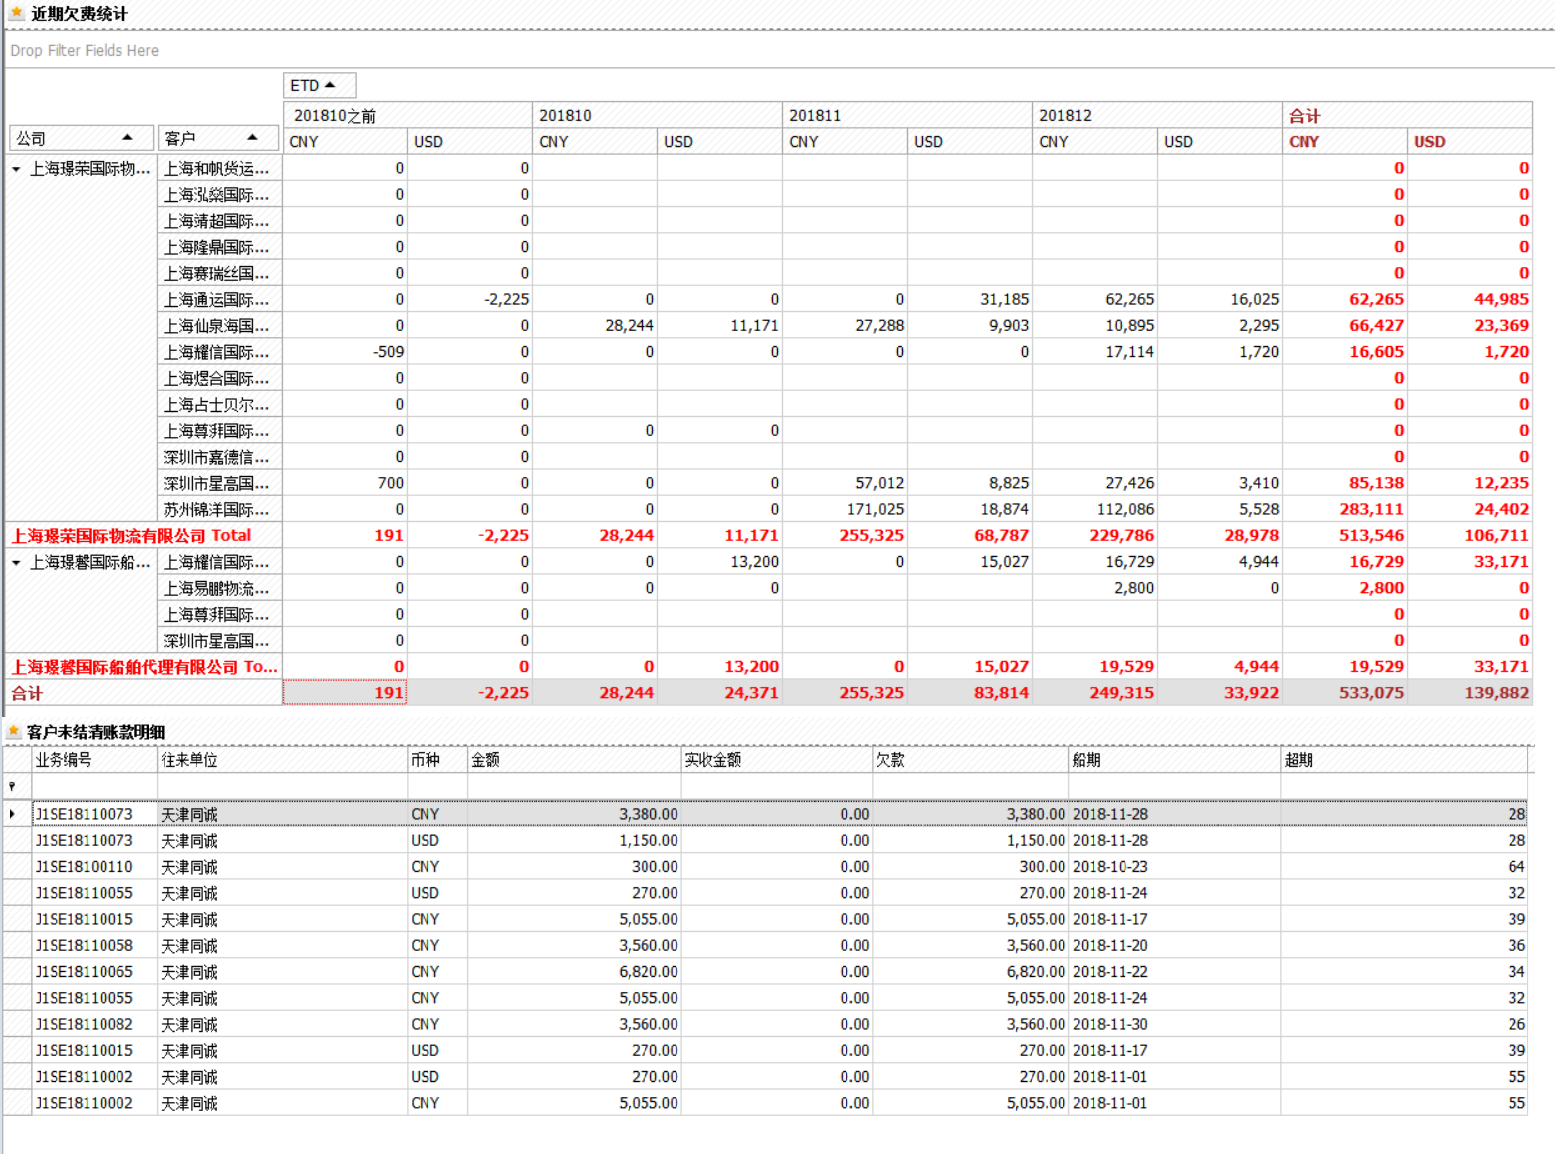 近期欠费统计
Drop Filter Fields Here
ETD
201810之前 201810 201811 201812 合计
公司 客户 CNY USD CNY USD CNY USD CNY USD CNY USD
上海璟荣国际物... 上海和帆货运... 0 0 0 0
上海泓燊国际... 0 0 0 0
上海清超国际... 0 0 0 0
上海隆鼎国际... 0 0 0 0
上海赛瑞丝国... 0 0 0 0
上海通运国际... 0 -2,225 0 0 0 31,185 62,265 16,025 62,265 44,985
上海仙泉海国... 0 0 28,244 11,171 27,288 9,903 10,895 2,295 66,427 23,369
上海耀信国际... -509 0 0 0 0 0 17,114 1,720 16,605 1,720
上海煜合国际... 0 0 0 0
上海占士贝尔... 0 0 0 0
上海尊湃国际... 0 0 0 0 0 0
深圳市嘉德信... 0 0 0 0
深圳市星高国... 700 0 0 0 57,012 8,825 27,426 3,410 85,138 12,235
苏州锦洋国际... 0 0 0 0 171,025 18,874 112,086 5,528 283,111 24,402
上海璟荣国际物流有限公司 Total 191 -2,225 28,244 11,171 255,325 68,787 229,786 28,978 513,546 106,711
上海璟馨国际船... 上海耀信国际... 0 0 0 13,200 0 15,027 16,729 4,944 16,729 33,171
上海易鹏物流... 0 0 0 0 2,800 0 2,800 0
上海尊湃国际... 0 0 0 0
深圳市星高国... 0 0 0 0
上海璟馨国际船舶代理有限公司 To... 0 0 0 13,200 0 15,027 19,529 4,944 19,529 33,171
合计 191 -2,225 28,244 24,371 255,325 83,814 249,315 33,922 533,075 139,882
客户未结清账款明细
业务编号 往来单位 币种 金额 实收金额 欠款 船期 超期
J1SE18110073 天津同诚 CNY 3,380.00 0.00 3,380.00 2018-11-28 28
J1SE18110073 天津同诚 USD 1,150.00 0.00 1,150.00 2018-11-28 28
J1SE18100110 天津同诚 CNY 300.00 0.00 300.00 2018-10-23 64
J1SE18110055 天津同诚 USD 270.00 0.00 270.00 2018-11-24 32
J1SE18110015 天津同诚 CNY 5,055.00 0.00 5,055.00 2018-11-17 39
J1SE18110058 天津同诚 CNY 3,560.00 0.00 3,560.00 2018-11-20 36
J1SE18110065 天津同诚 CNY 6,820.00 0.00 6,820.00 2018-11-22 34
J1SE18110055 天津同诚 CNY 5,055.00 0.00 5,055.00 2018-11-24 32
J1SE18110082 天津同诚 CNY 3,560.00 0.00 3,560.00 2018-11-30 26
J1SE18110015 天津同诚 USD 270.00 0.00 270.00 2018-11-17 39
J1SE18110002 天津同诚 USD 270.00 0.00 270.00 2018-11-01 55
J1SE18110002 天津同诚 CNY 5,055.00 0.00 5,055.00 2018-11-01 55